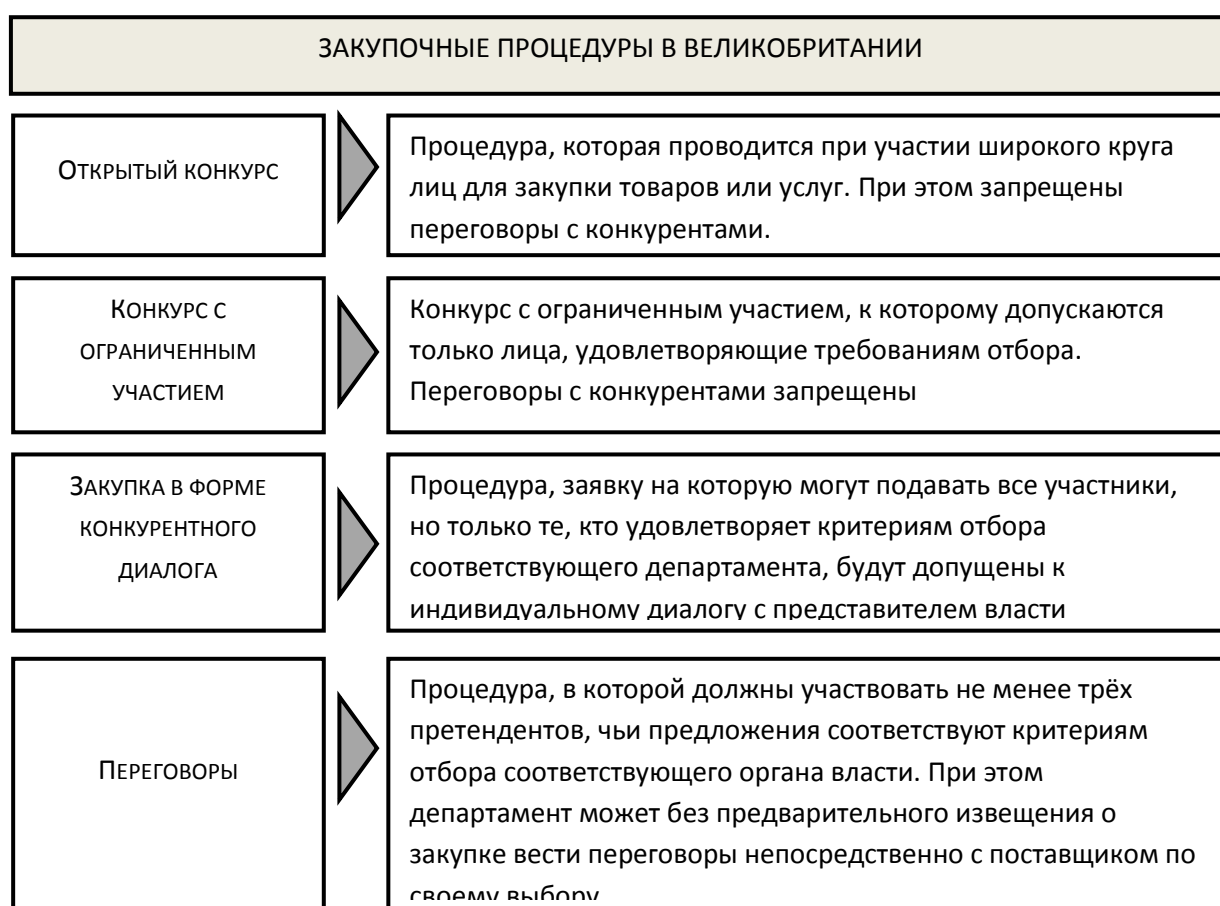 ЗАКУПОЧНЫЕ ПРОЦЕДУРЫ В ВЕЛИКОБРИТАНИИ
ОТКРЫТЫЙ КОНКУРС
Процедура, которая проводится при участии широкого круга
лиц для закупки товаров или услуг. При этом запрещены
переговоры с конкурентами.
КОНКУРС С
ОГРАНИЧЕННЫМ
УЧАСТИЕМ
Конкурс с ограниченным участием, к которому допускаются
только лица, удовлетворяющие требованиям отбора.
Переговоры с конкурентами запрещены
ЗАКУПКА В ФОРМЕ
КОНКУРЕНТНОГО
ДИАЛОГА
Процедура, заявку на которую могут подавать все участники,
но только те, кто удовлетворяет критериям отбора
соответствующего департамента, будут допущены к
индивидуальному диалогу с представителем власти
ПЕРЕГОВОРЫ
Процедура, в которой должны участвовать не менее трёх
претендентов, чьи предложения соответствуют критериям
отбора соответствующего органа власти. При этом
департамент может без предварительного извещения о
закупке вести переговоры непосредственно с поставщиком по
своему выбору